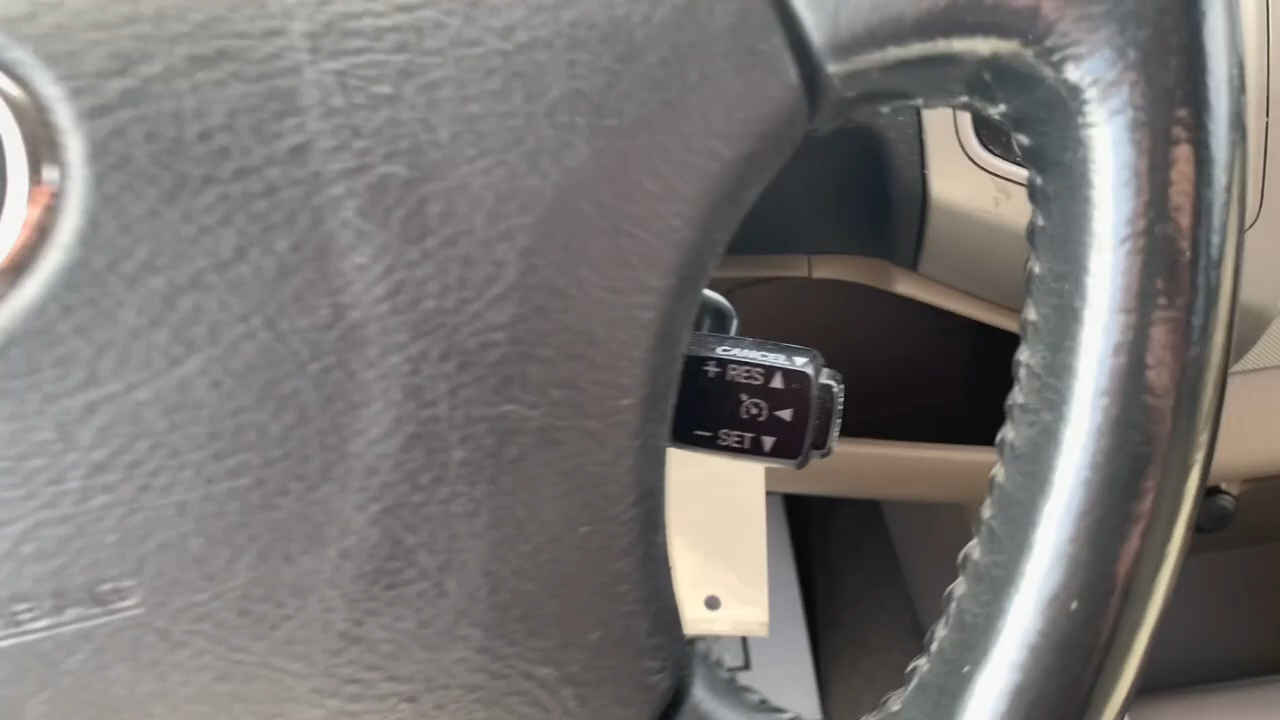 CANCEL ▼
+ RES ▲
◄
− SET ▼